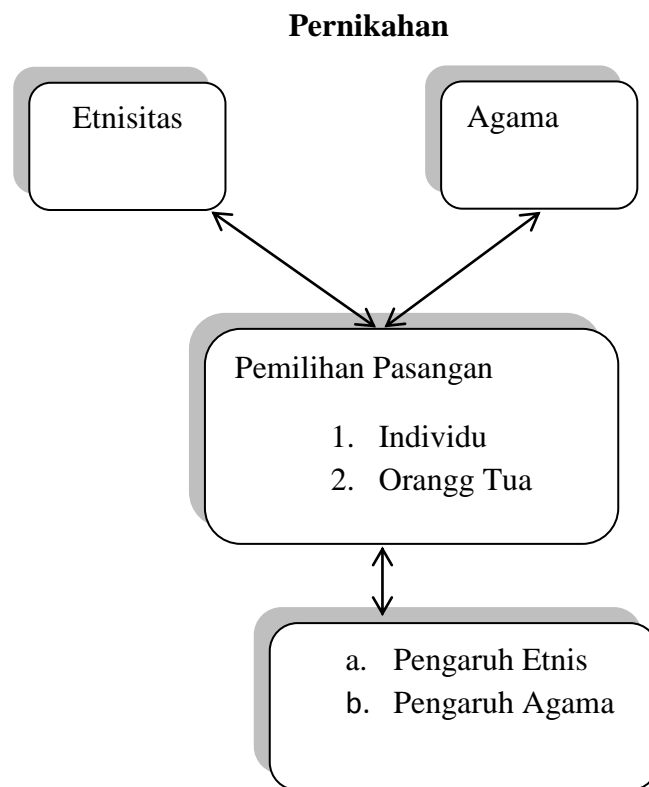 Pernikahan
Etnisitas
Agama
Pemilihan Pasangan
1. Individu
2. Orangg Tua
a. Pengaruh Etnis
b. Pengaruh Agama